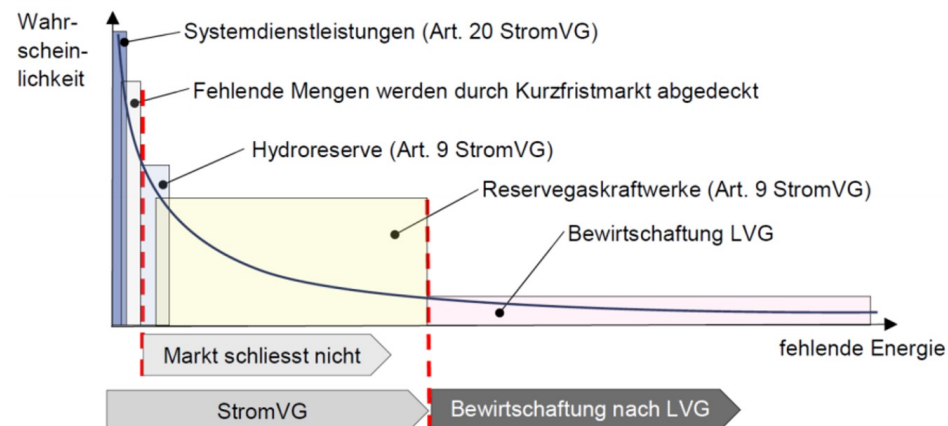 Wahr-
schein-
lichkeit
Systemdienstleistungen (Art. 20 StromVG)
Fehlende Mengen werden durch Kurzfristmarkt abgedeckt
Hydroreserve (Art. 9 StromVG)
Reservegaskraftwerke (Art. 9 StromVG)
Bewirtschaftung LVG
fehlende Energie
Markt schliesst nicht
StromVG
Bewirtschaftung nach LVG